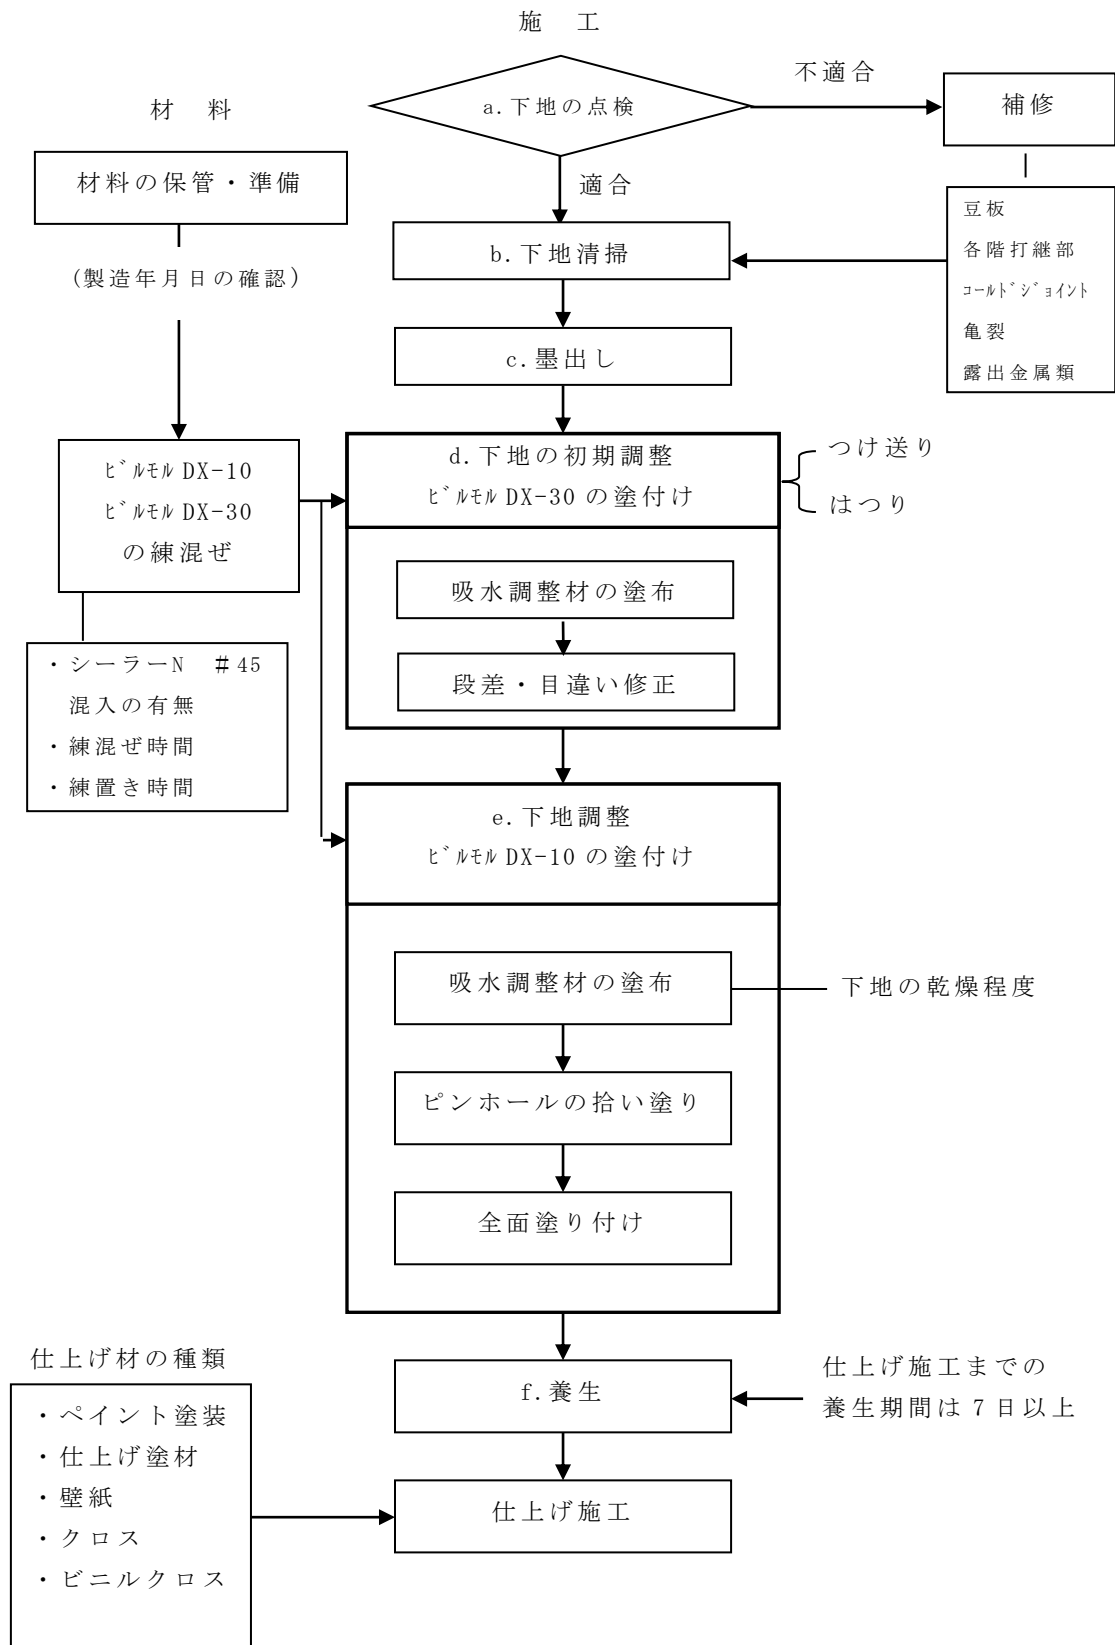 施　工
a.下地の点検
不適合
補修
材　料
材料の保管・準備
適合
豆板
各階打継部
ｺｰﾙﾄﾞｼﾞｮｲﾝﾄ
亀裂
露出金属類
b.下地清掃
(製造年月日の確認)
c.墨出し
ﾋﾞﾙﾓﾙ DX-10
ﾋﾞﾙﾓﾙ DX-30
の練混ぜ
d.下地の初期調整
ﾋﾞﾙﾓﾙ DX-30 の塗付け
つけ送り
はつり
吸水調整材の塗布
段差・目違い修正
・シーラーN　＃45
混入の有無
・練混ぜ時間
・練置き時間
e.下地調整
ﾋﾞﾙﾓﾙ DX-10 の塗付け
吸水調整材の塗布
下地の乾燥程度
ピンホールの拾い塗り
全面塗り付け
仕上げ材の種類
・ペイント塗装
・仕上げ塗材
・壁紙
・クロス
・ビニルクロス
f.養生
仕上げ施工までの
養生期間は 7 日以上
仕上げ施工